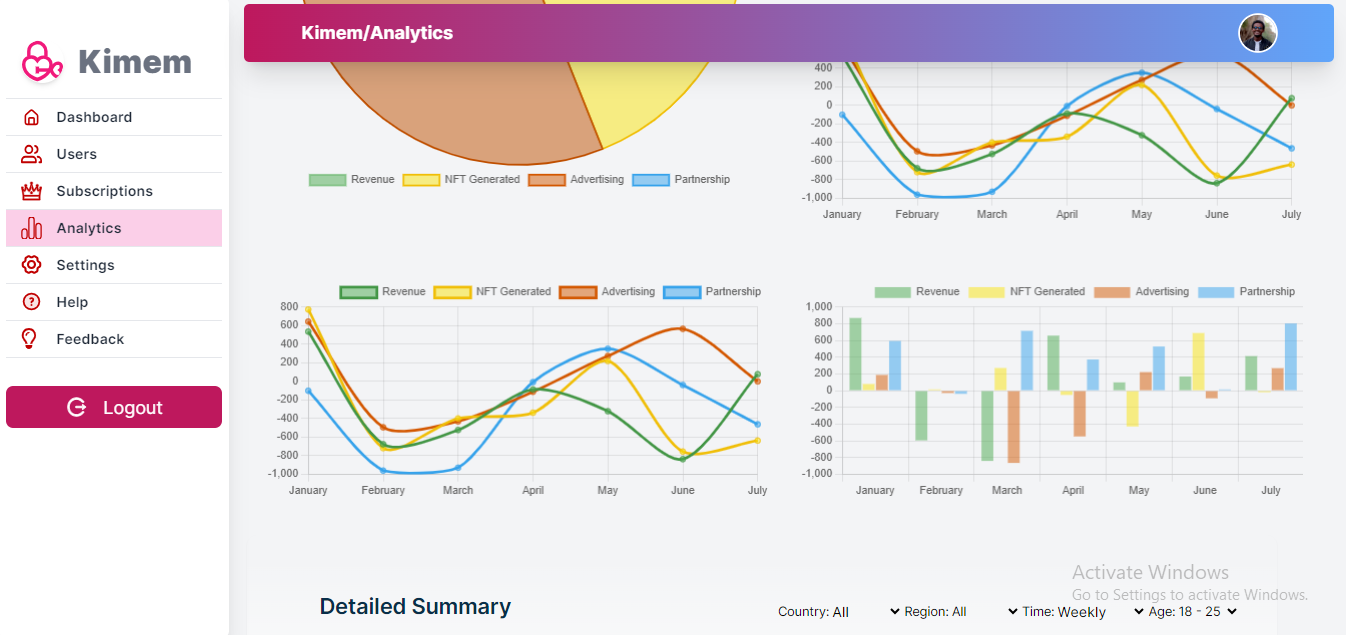 Kimem
Dashboard
Users
Subscriptions
Analytics
Settings
Help
Feedback
Logout
Kimem/Analytics
Revenue NFT Generated Advertising Partnership
400
200
0
-200
-400
-600
-800
-1,000
January February March April May June July
Revenue NFT Generated Advertising Partnership
800
600
400
200
0
-200
-400
-600
-800
-1,000
January February March April May June July
Revenue NFT Generated Advertising Partnership
1,000
800
600
400
200
0
-200
-400
-600
-800
-1,000
January February March April May June July
Detailed Summary
Country: All Region: All Time: Weekly Age: 18 - 25
Activate Windows
Go to Settings to activate Windows.